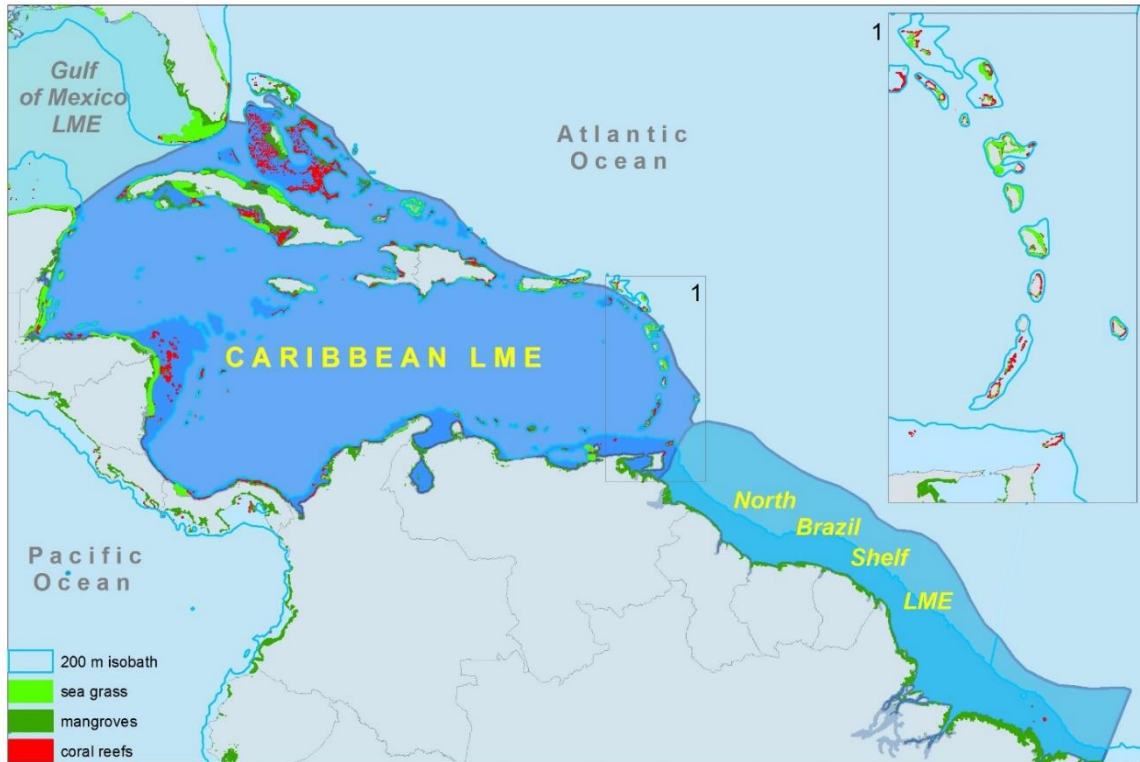 Gulf
of Mexico
LME
Atlantic
Ocean
1
1
CARIBBEAN LME
North
Brazil
Shelf
LME
Pacific
Ocean
200 m isobath
sea grass
mangroves
coral reefs